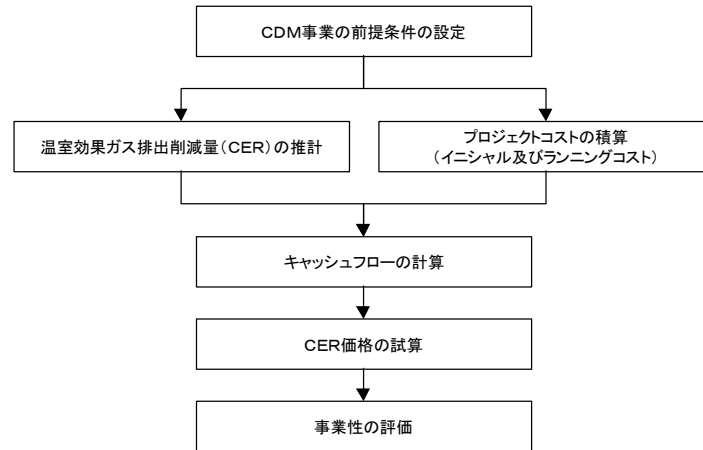 CDM事業の前提条件の設定
温室効果ガス排出削減量(CER)の推計
プロジェクトコストの積算
(イニシャル及びランニングコスト)
キャッシュフローの計算
CER価格の試算
事業性の評価